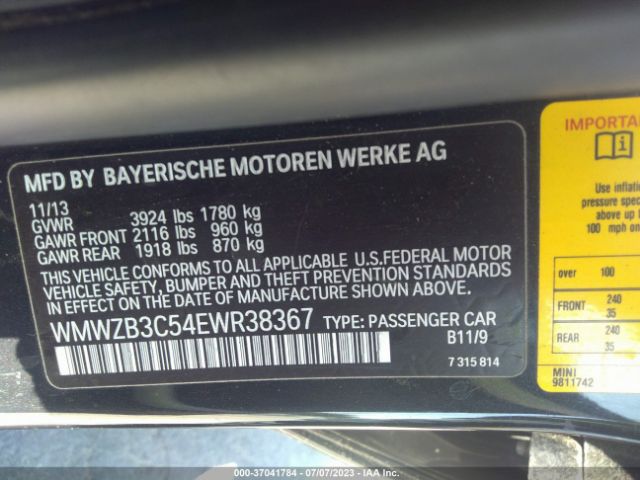 MFD BY BAYERISCHE MOTOREN WERKE AG
11/13
GVWR 3924 lbs 1780 kg
GAWR FRONT 2116 lbs 960 kg
GAWR REAR 1918 lbs 870 kg
THIS VEHICLE CONFORMS TO ALL APPLICABLE U.S.FEDERAL MOTOR
VEHICLE SAFETY, BUMPER AND THEFT PREVENTION STANDARDS
IN EFFECT ON THE DATE OF MANUFACTURE SHOWN ABOVE.
WMWZB3C54EWR38367 TYPE: PASSENGER CAR
B11/9
7 315 814
IMPORTA
Use inflat
pressure spe
above up t
100 mph on
over 100
FRONT 240
35
REAR 240
35
MINI
9811742
000-37041784 - 07/07/2023 - IAA Inc.